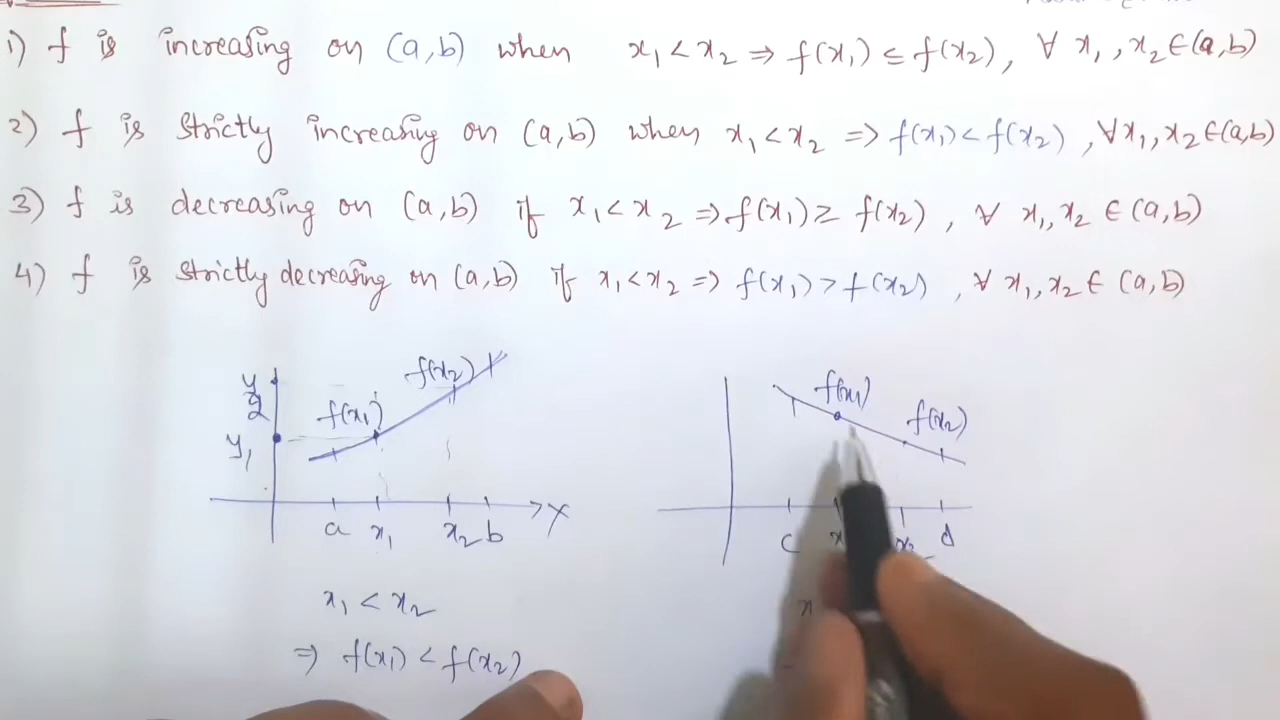 1) f is increasing on (a,b) when x₁ < x₂ ⇒ f(x₁) ≤ f(x₂), ∀ x₁, x₂ ∈ (a,b)
2) f is strictly increasing on (a,b) when x₁ < x₂ ⇒ f(x₁) < f(x₂), ∀ x₁, x₂ ∈ (a,b)
3) f is decreasing on (a,b) if x₁ < x₂ ⇒ f(x₁) ≥ f(x₂), ∀ x₁, x₂ ∈ (a,b)
4) f is strictly decreasing on (a,b) if x₁ < x₂ ⇒ f(x₁) > f(x₂), ∀ x₁, x₂ ∈ (a,b)
y
f(x₁) f(x₂)
y₁
a x₁ x₂ b X
x₁ < x₂
⇒ f(x₁) < f(x₂)
f(x₁) f(x₂)
c x x₂ d
x